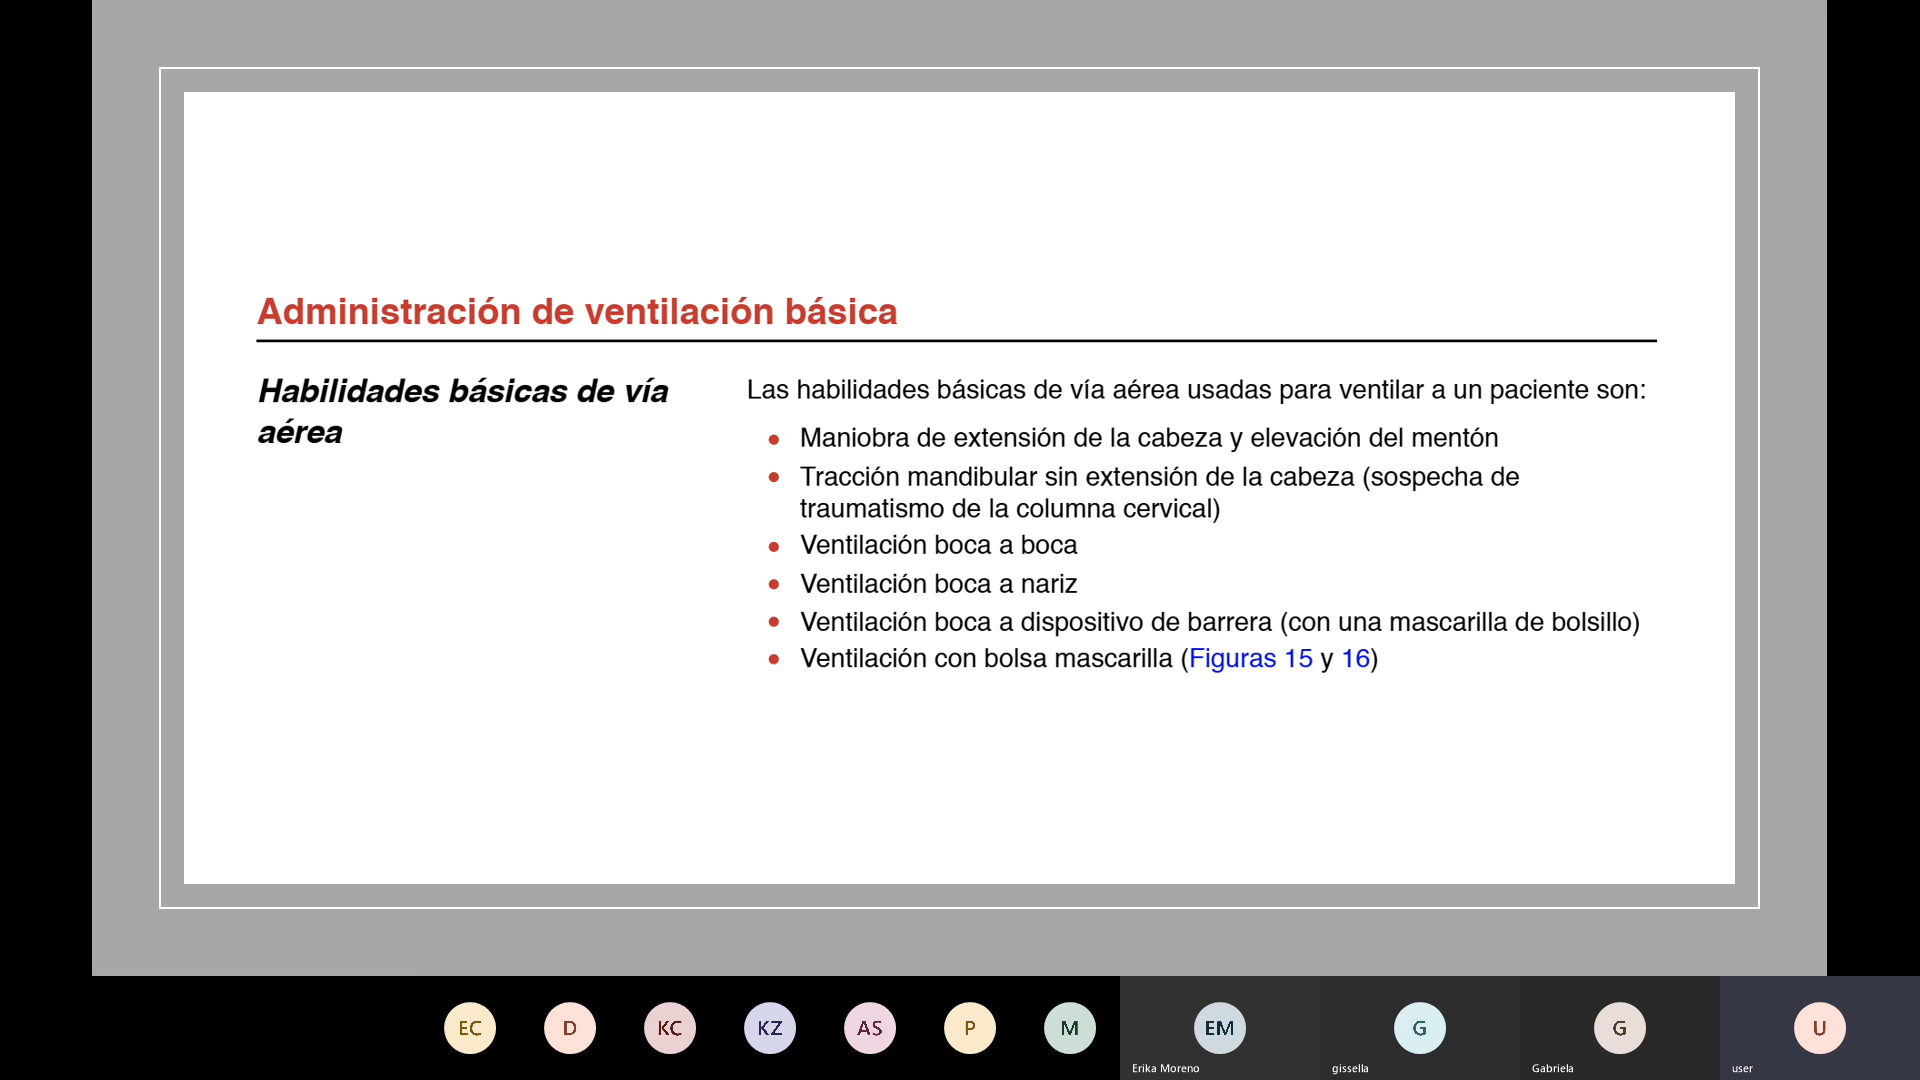 Administración de ventilación básica
Habilidades básicas de vía
aérea
Las habilidades básicas de vía aérea usadas para ventilar a un paciente son:
• Maniobra de extensión de la cabeza y elevación del mentón
• Tracción mandibular sin extensión de la cabeza (sospecha de
traumatismo de la columna cervical)
• Ventilación boca a boca
• Ventilación boca a nariz
• Ventilación boca a dispositivo de barrera (con una mascarilla de bolsillo)
• Ventilación con bolsa mascarilla (Figuras 15 y 16)
EC D KC KZ AS P M EM G G U
Erika Moreno gissella Gabriela user